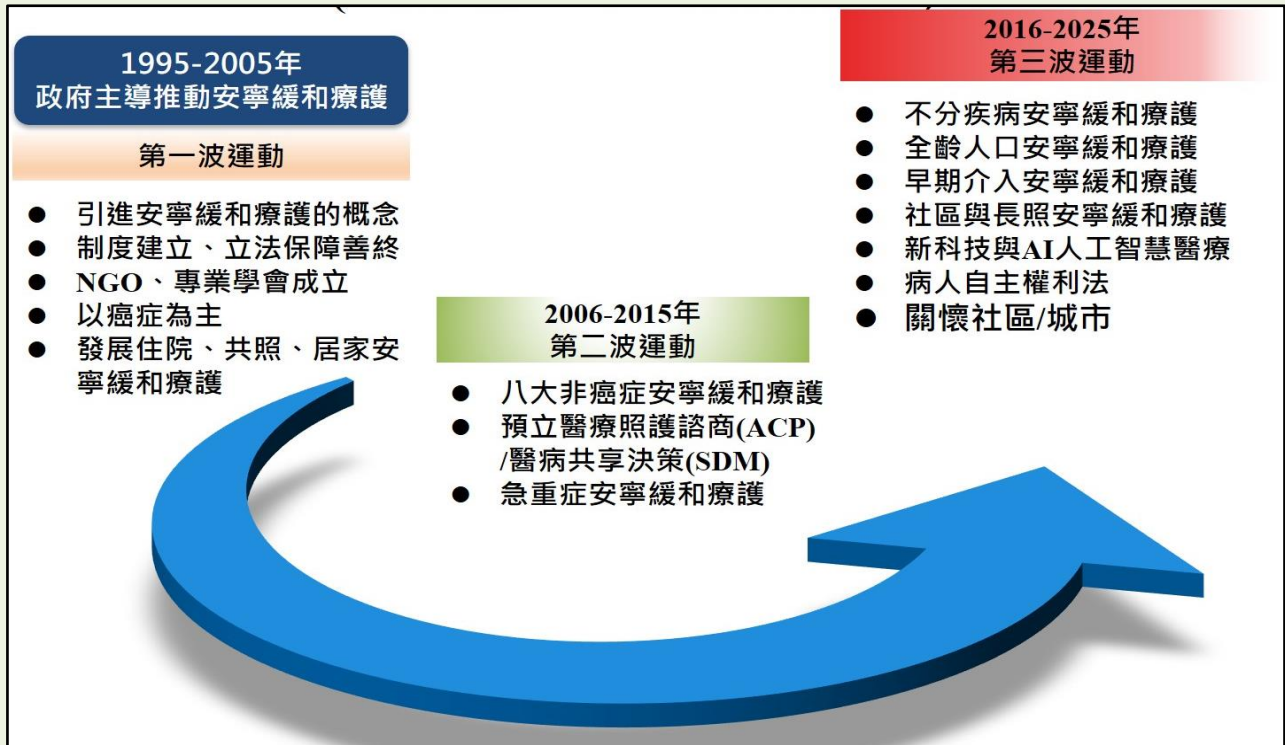 1995-2005年
政府主導推動安寧緩和療護
第一波運動
● 引進安寧緩和療護的概念
● 制度建立、立法保障善終
● NGO、專業學會成立
● 以癌症為主
● 發展住院、共照、居家安
寧緩和療護
2006-2015年
第二波運動
● 八大非癌症安寧緩和療護
● 預立醫療照護諮商(ACP)
/醫病共享決策(SDM)
● 急重症安寧緩和療護
2016-2025年
第三波運動
● 不分疾病安寧緩和療護
● 全齡人口安寧緩和療護
● 早期介入安寧緩和療護
● 社區與長照安寧緩和療護
● 新科技與AI人工智慧醫療
● 病人自主權利法
● 關懷社區/城市